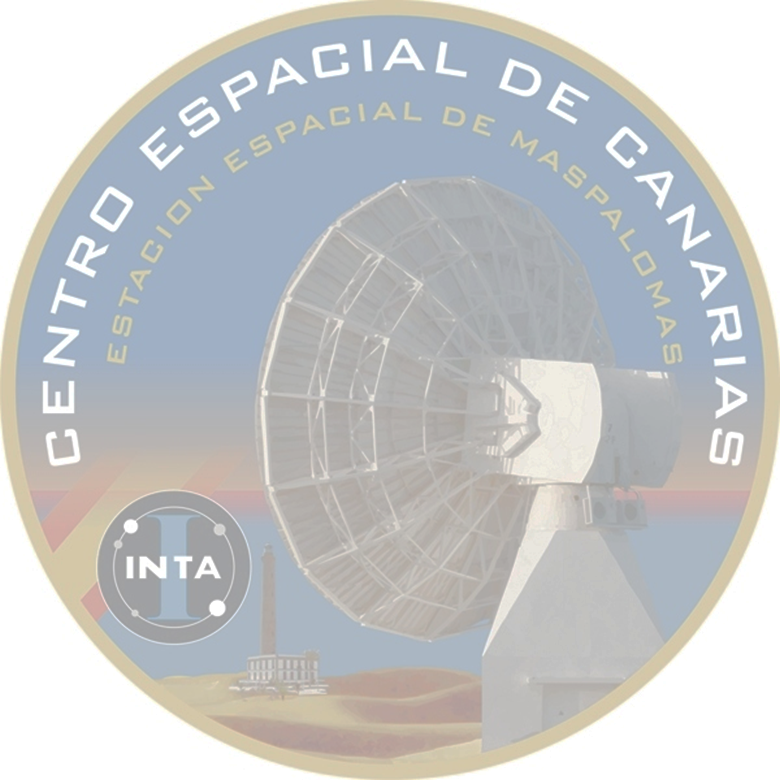 CENTRO ESPACIAL DE CANARIAS
ESTACION ESPACIAL DE MASPALOMAS
INTA